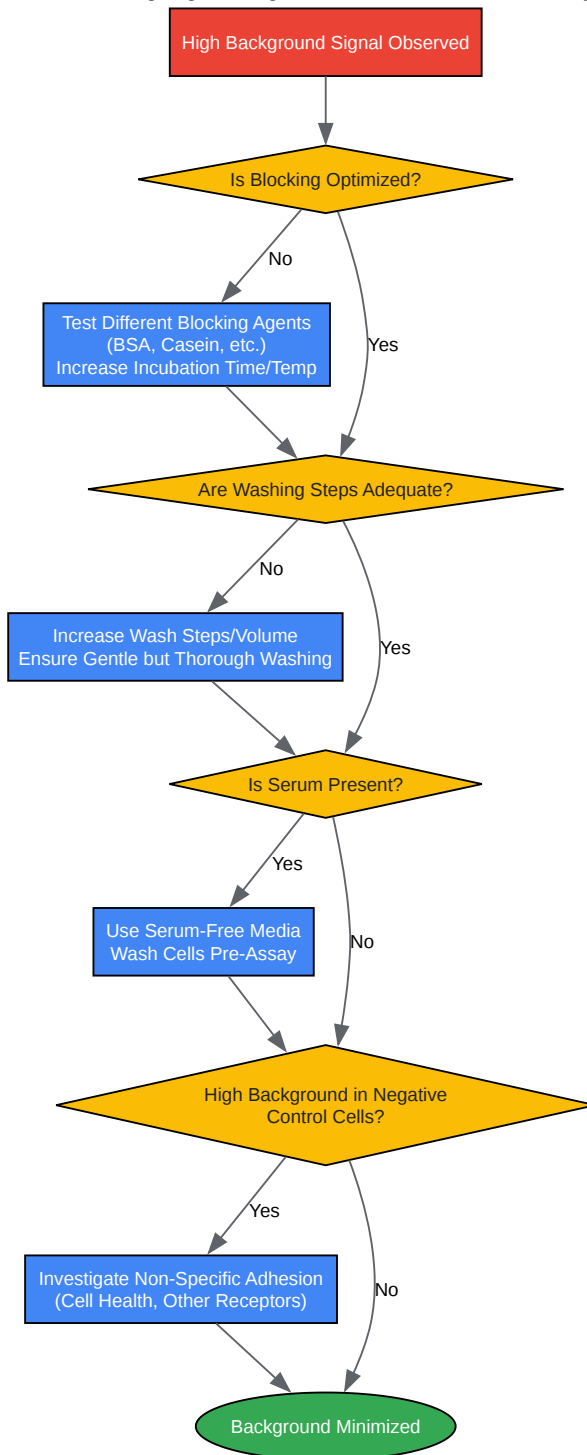 High Background Signal Observed
Is Blocking Optimized?
No
Test Different Blocking Agents
(BSA, Casein, etc.)
Increase Incubation Time/Temp
Yes
Are Washing Steps Adequate?
No
Increase Wash Steps/Volume
Ensure Gentle but Thorough Washing
Yes
Is Serum Present?
Yes
Use Serum-Free Media
Wash Cells Pre-Assay
No
High Background in Negative
Control Cells?
Yes
Investigate Non-Specific Adhesion
(Cell Health, Other Receptors)
No
Background Minimized